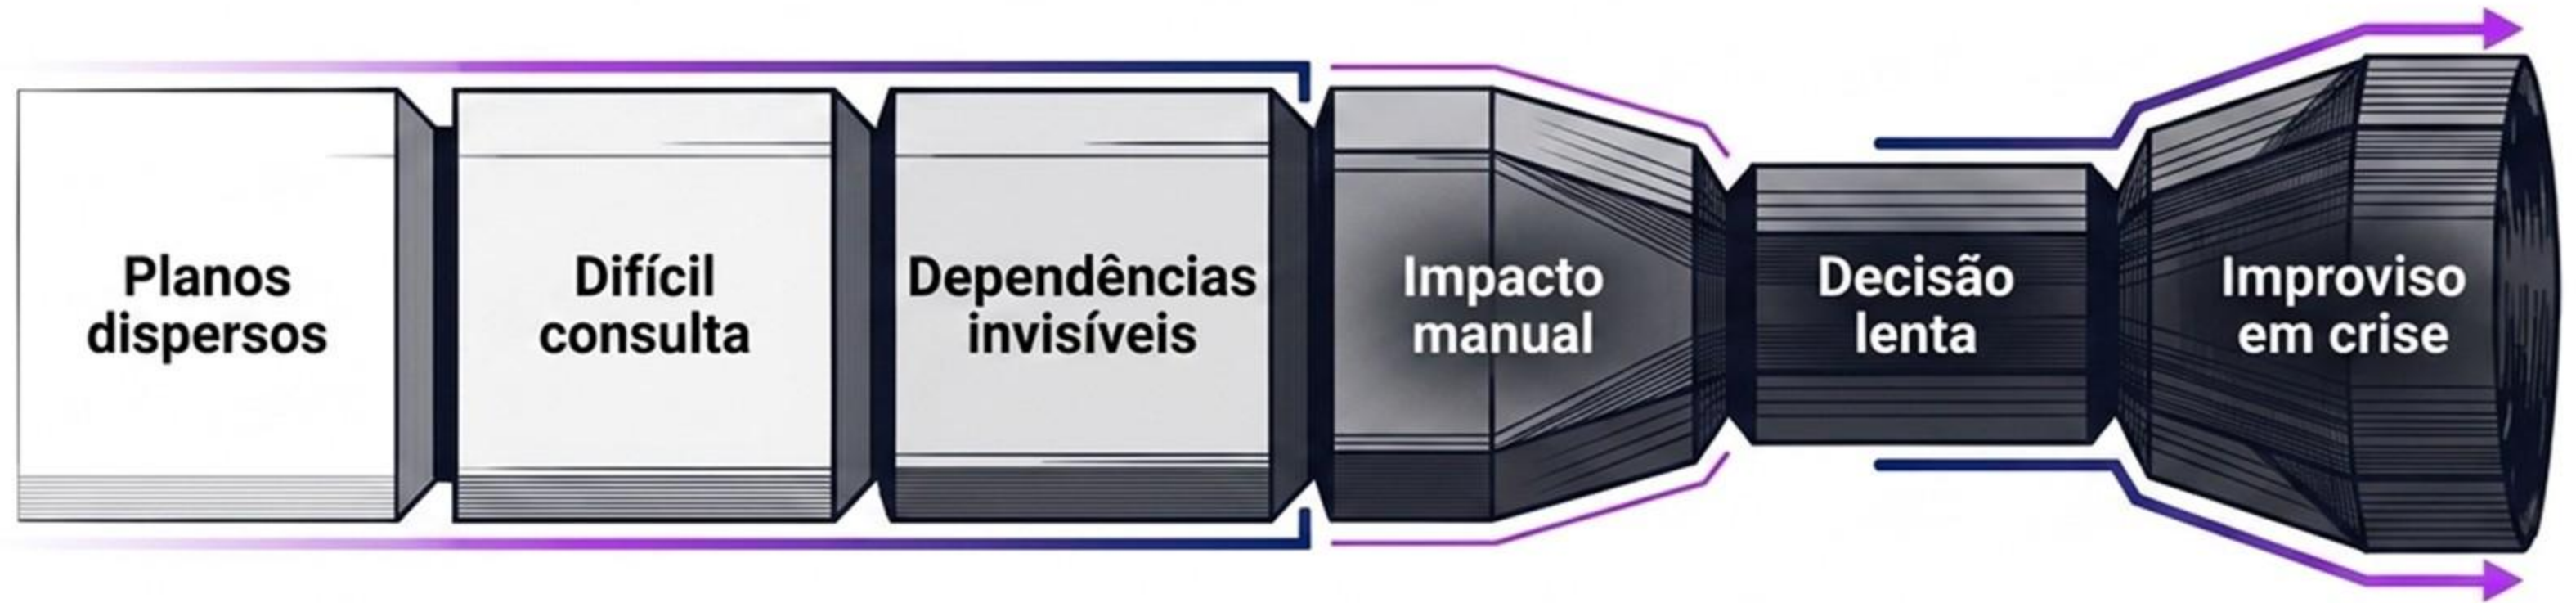 Planos
dispersos
Difícil
consulta
Dependências
invisíveis
Impacto
manual
Decisão
lenta
Improviso
em crise